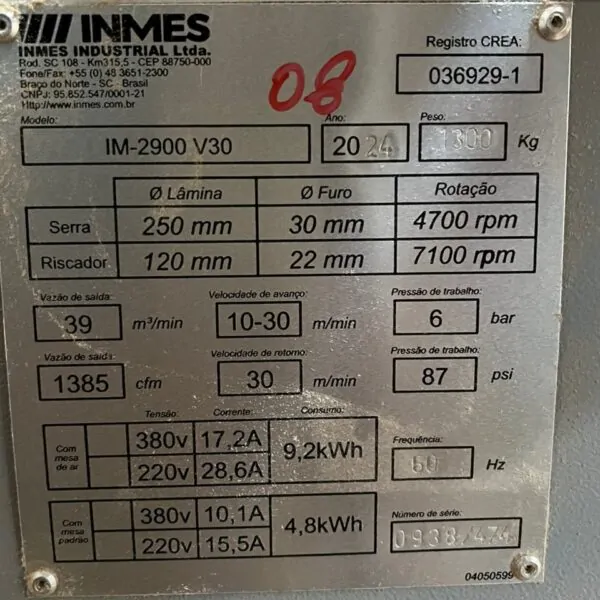 INMES
INMES INDUSTRIAL Ltda.
Rod. SC 108 - Km315,5 - CEP 88750-000
Fone/Fax: +55 (0) 48 3651-2300
Braço do Norte - SC - Brasil
CNPJ: 95.852.547/0001-21
Http://www.inmes.com.br
08
Registro CREA:
036929-1
Modelo: Ano: Peso:
IM-2900 V30 20 24 1300 Kg
Ø Lâmina Ø Furo Rotação
Serra 250 mm 30 mm 4700 rpm
Riscador 120 mm 22 mm 7100 rpm
Vazão de saída: Velocidade de avanço: Pressão de trabalho:
39 m³/min 10-30 m/min 6 bar
Vazão de saída: Velocidade de retorno: Pressão de trabalho:
1385 cfm 30 m/min 87 psi
Tensão: Corrente: Consumo:
Com mesa de ar 380v 17,2A 9,2kWh
220v 28,6A
Frequência:
60 Hz
Com mesa padrão 380v 10,1A 4,8kWh
220v 15,5A
Número de série:
0938/474
04050599